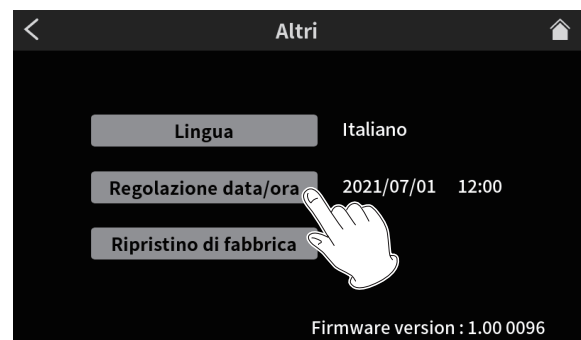 Altri
Lingua Italiano
Regolazione data/ora 2021/07/01 12:00
Ripristino di fabbrica
Firmware version : 1.00 0096